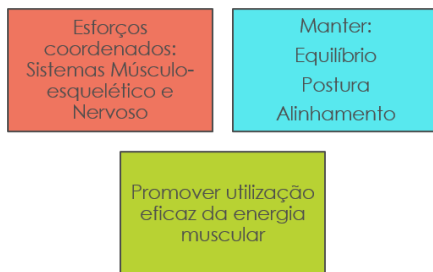 Esforços
coordenados:
Sistemas Músculo-
esquelético e
Nervoso
Manter:
Equilíbrio
Postura
Alinhamento
Promover utilização
eficaz da energia
muscular